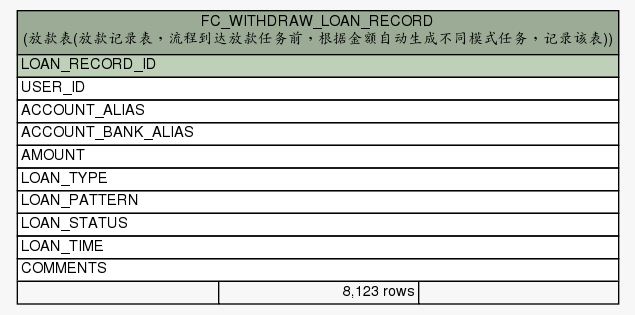 FC_WITHDRAW_LOAN_RECORD
(放款表(放款记录表，流程到达放款任务前，根据金额自动生成不同模式任务，记录该表))
LOAN_RECORD_ID
USER_ID
ACCOUNT_ALIAS
ACCOUNT_BANK_ALIAS
AMOUNT
LOAN_TYPE
LOAN_PATTERN
LOAN_STATUS
LOAN_TIME
COMMENTS
8,123 rows